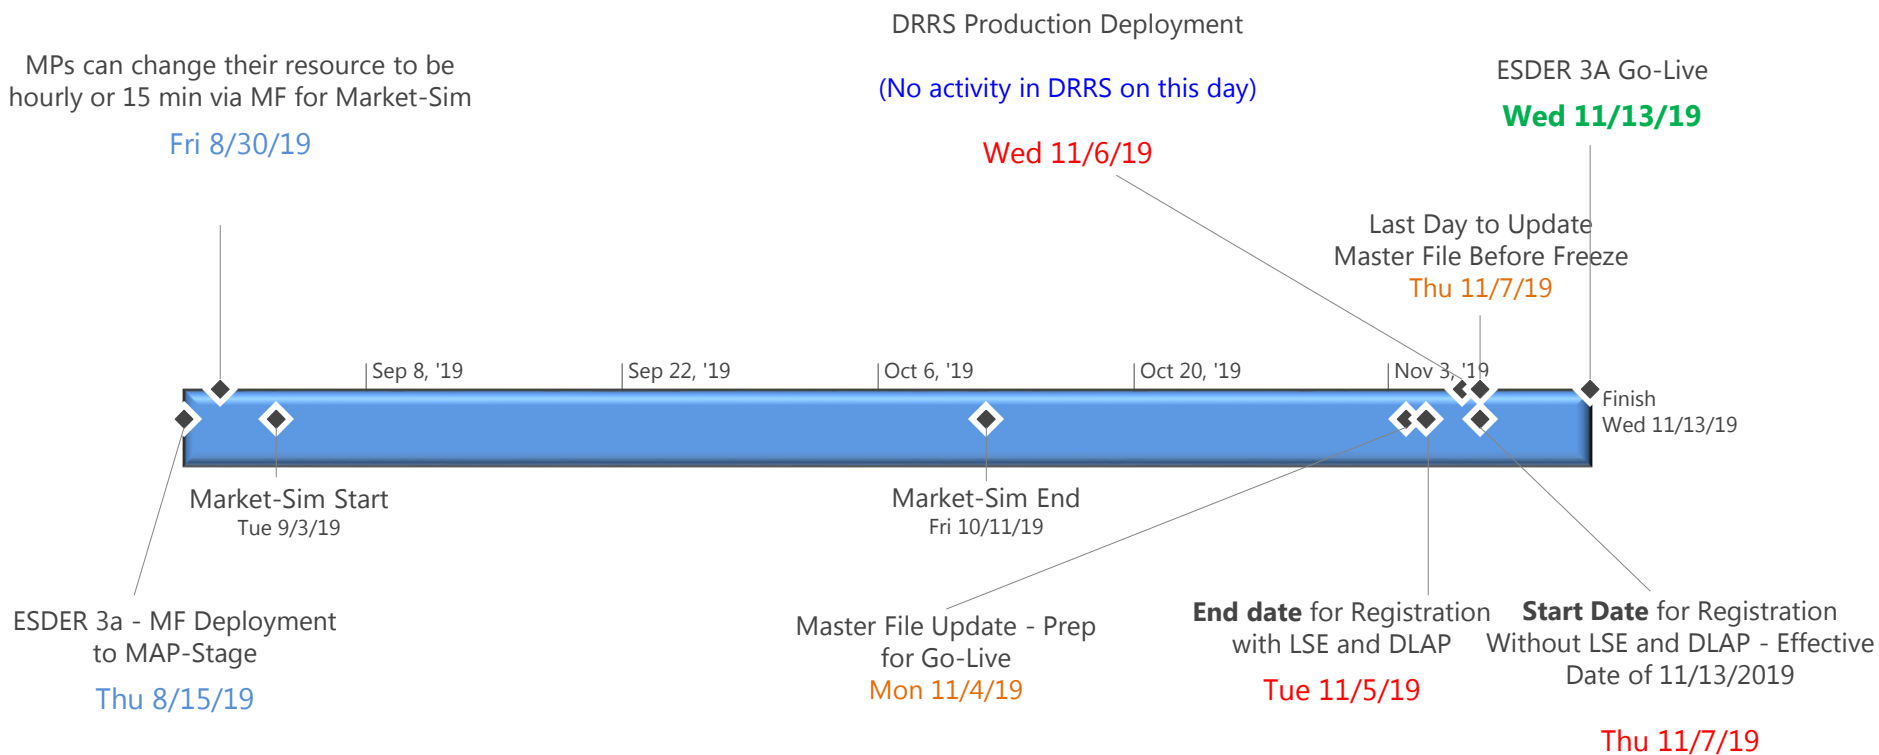 DRRS Production Deployment
(No activity in DRRS on this day)
Wed 11/6/19
MPs can change their resource to be
hourly or 15 min via MF for Market-Sim
Fri 8/30/19
ESDER 3A Go-Live
Wed 11/13/19
Last Day to Update
Master File Before Freeze
Thu 11/7/19
Sep 8, '19
Sep 22, '19
Oct 6, '19
Oct 20, '19
Nov 3, '19
Finish
Wed 11/13/19
Market-Sim Start
Tue 9/3/19
Market-Sim End
Fri 10/11/19
ESDER 3a - MF Deployment
to MAP-Stage
Thu 8/15/19
Master File Update - Prep
for Go-Live
Mon 11/4/19
End date for Registration
with LSE and DLAP
Tue 11/5/19
Start Date for Registration
Without LSE and DLAP - Effective
Date of 11/13/2019
Thu 11/7/19